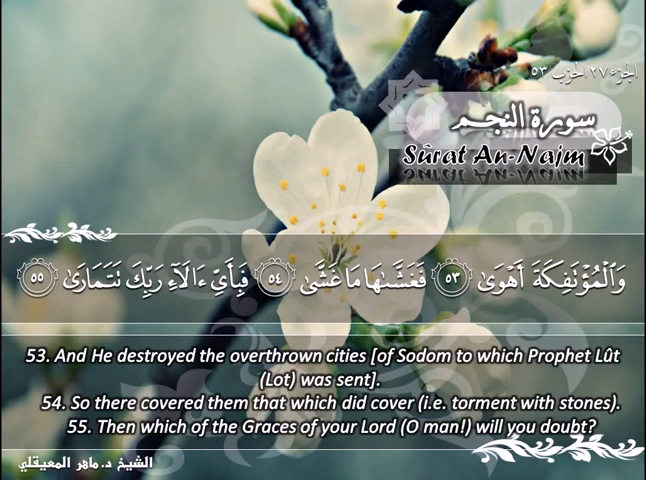 الجزء ٢٧ الحزب ٥٣
سورة النجم
Sûrat An-Najm
وَٱلْمُؤْتَفِكَةَ أَهْوَىٰ ٥٣ فَغَشَّىٰهَا مَا غَشَّىٰ ٥٤ فَبِأَىِّ ءَالَآءِ رَبِّكَ تَتَمَارَىٰ ٥٥
53. And He destroyed the overthrown cities [of Sodom to which Prophet Lût
(Lot) was sent].
54. So there covered them that which did cover (i.e. torment with stones).
55. Then which of the Graces of your Lord (O man!) will you doubt?
الشيخ د. ماهر المعيقلي